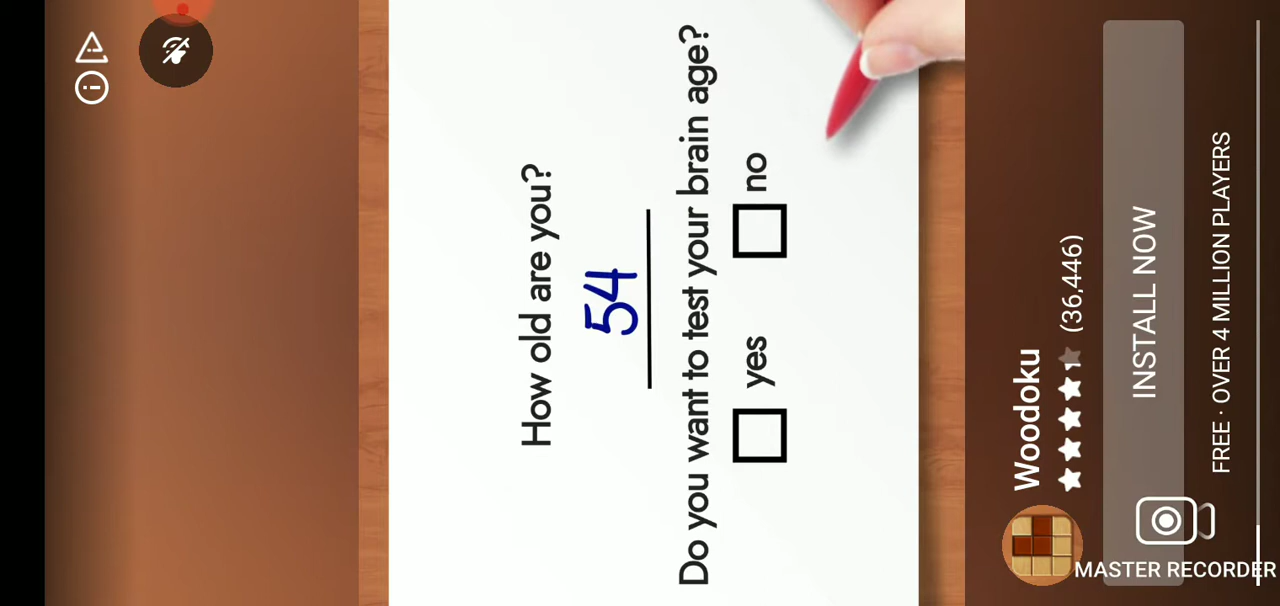 How old are you?
54
Do you want to test your brain age?
yes no
Woodoku
(36,446)
INSTALL NOW
FREE · OVER 4 MILLION PLAYERS
MASTER RECORDER